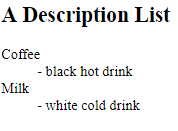 A Description List
Coffee
- black hot drink
Milk
- white cold drink